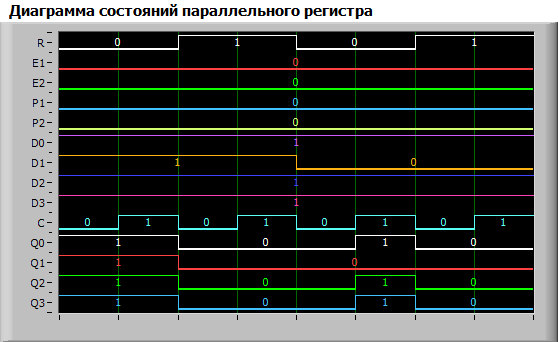 Диаграмма состояний параллельного регистра
R 0 1 0 1
E1 0
E2 0
P1 0
P2 0
D0 1
D1 1 0
D2 1
D3 1
C 0 1 0 1 0 1 0 1
Q0 1 0 1 0
Q1 1 0
Q2 1 0 1 0
Q3 1 0 1 0